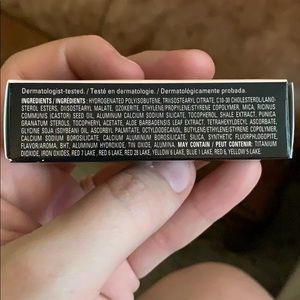 Dermatologist-tested. / Testé en dermatologie. / Dermatológicamente probada.
INGREDIENTS / INGRÉDIENTS: HYDROGENATED POLYISOBUTENE, TRIISOSTEARYL CITRATE, C10-30 CHOLESTEROL/LANO-
STEROL ESTERS, DIISOSTEARYL MALATE, OZOKERITE, ETHYLENE/PROPYLENE/STYRENE COPOLYMER, MICA, RICINUS
COMMUNIS (CASTOR) SEED OIL, ALUMINUM CALCIUM SODIUM SILICATE, TOCOPHEROL, SHALE EXTRACT, PUNICA
GRANATUM STEROLS, TOCOPHERYL ACETATE, ALOE BARBADENSIS LEAF EXTRACT, TETRAHEXYLDECYL ASCORBATE,
GLYCINE SOJA (SOYBEAN) OIL, ASCORBYL PALMITATE, OCTYLDODECANOL, BUTYLENE/ETHYLENE/STYRENE COPOLYMER,
CALCIUM SODIUM BOROSILICATE, CALCIUM ALUMINUM BOROSILICATE, SILICA, SYNTHETIC FLUORPHLOGOPITE,
FLAVOR/AROMA, BHT, ALUMINUM HYDROXIDE, TIN OXIDE, ALUMINA. MAY CONTAIN / PEUT CONTENIR: TITANIUM
DIOXIDE, IRON OXIDES, RED 7 LAKE, RED 6 LAKE, RED 28 LAKE, YELLOW 6 LAKE, BLUE 1 LAKE, RED 6, YELLOW 5 LAKE.